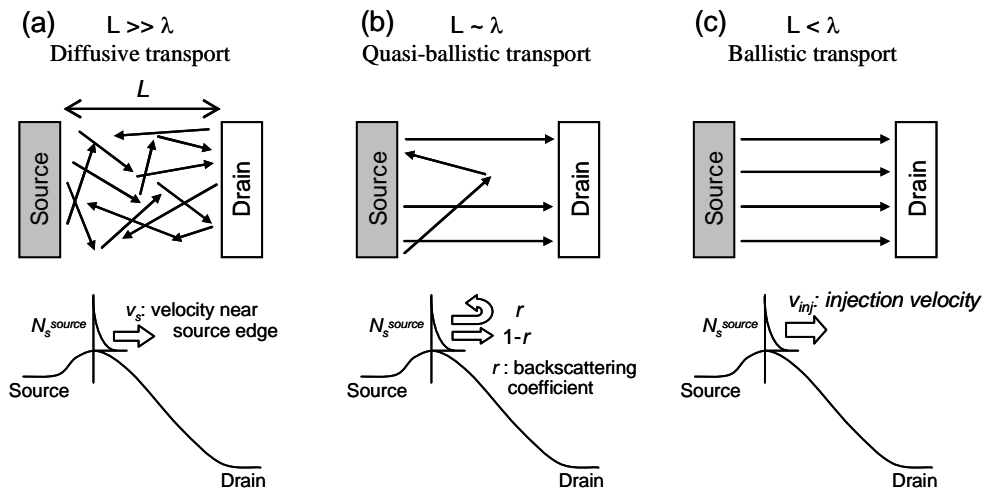 (a) L >> λ
Diffusive transport
L
Source
Drain
N_s^source
v_s: velocity near
source edge
Source
Drain
(b) L ~ λ
Quasi-ballistic transport
Source
Drain
N_s^source
r
1-r
r : backscattering
coefficient
Source
Drain
(c) L < λ
Ballistic transport
Source
Drain
N_s^source
v_inj: injection velocity
Source
Drain